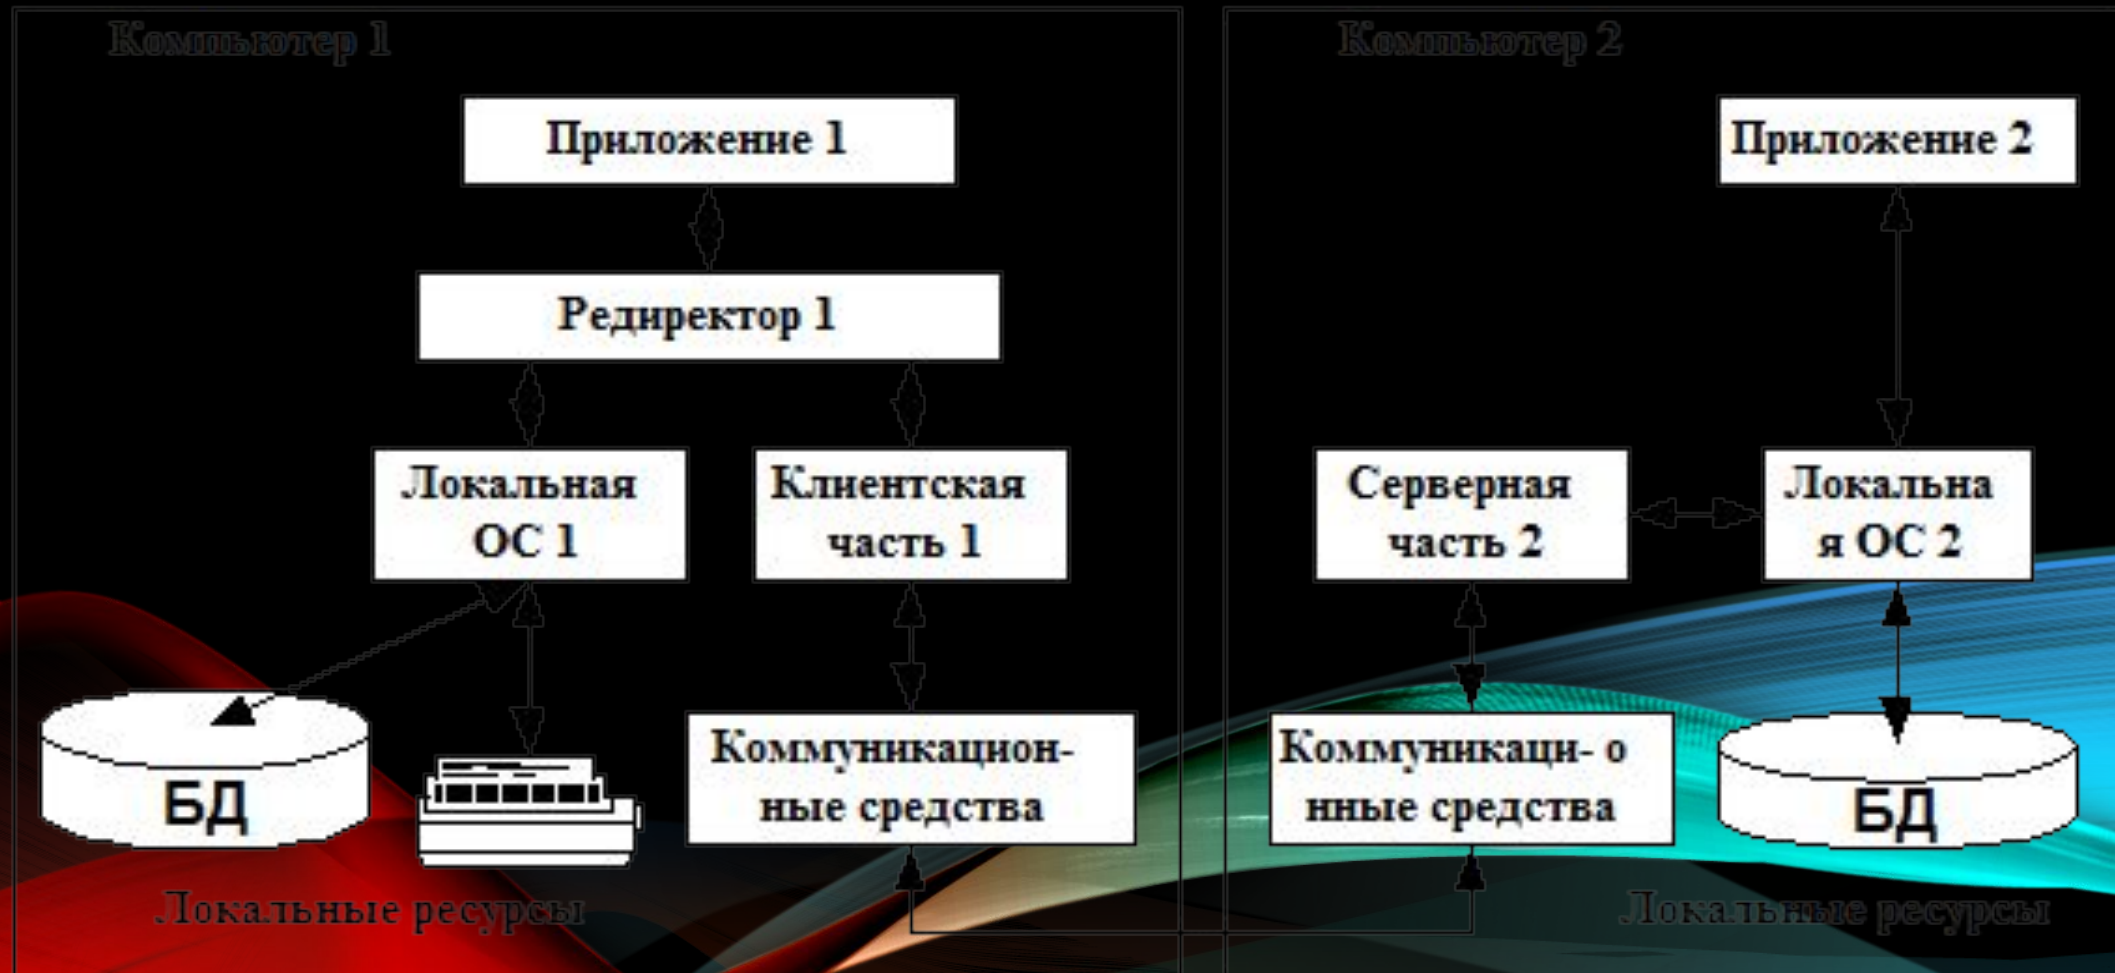 Компьютер 1
Компьютер 2
Приложение 1
Приложение 2
Редиректор 1
Локальная
ОС 1
Клиентская
часть 1
Серверная
часть 2
Локальна
я ОС 2
БД
Коммуникацион-
ные средства
Коммуникаци- о
нные средства
БД
Локальные ресурсы
Локальные ресурсы